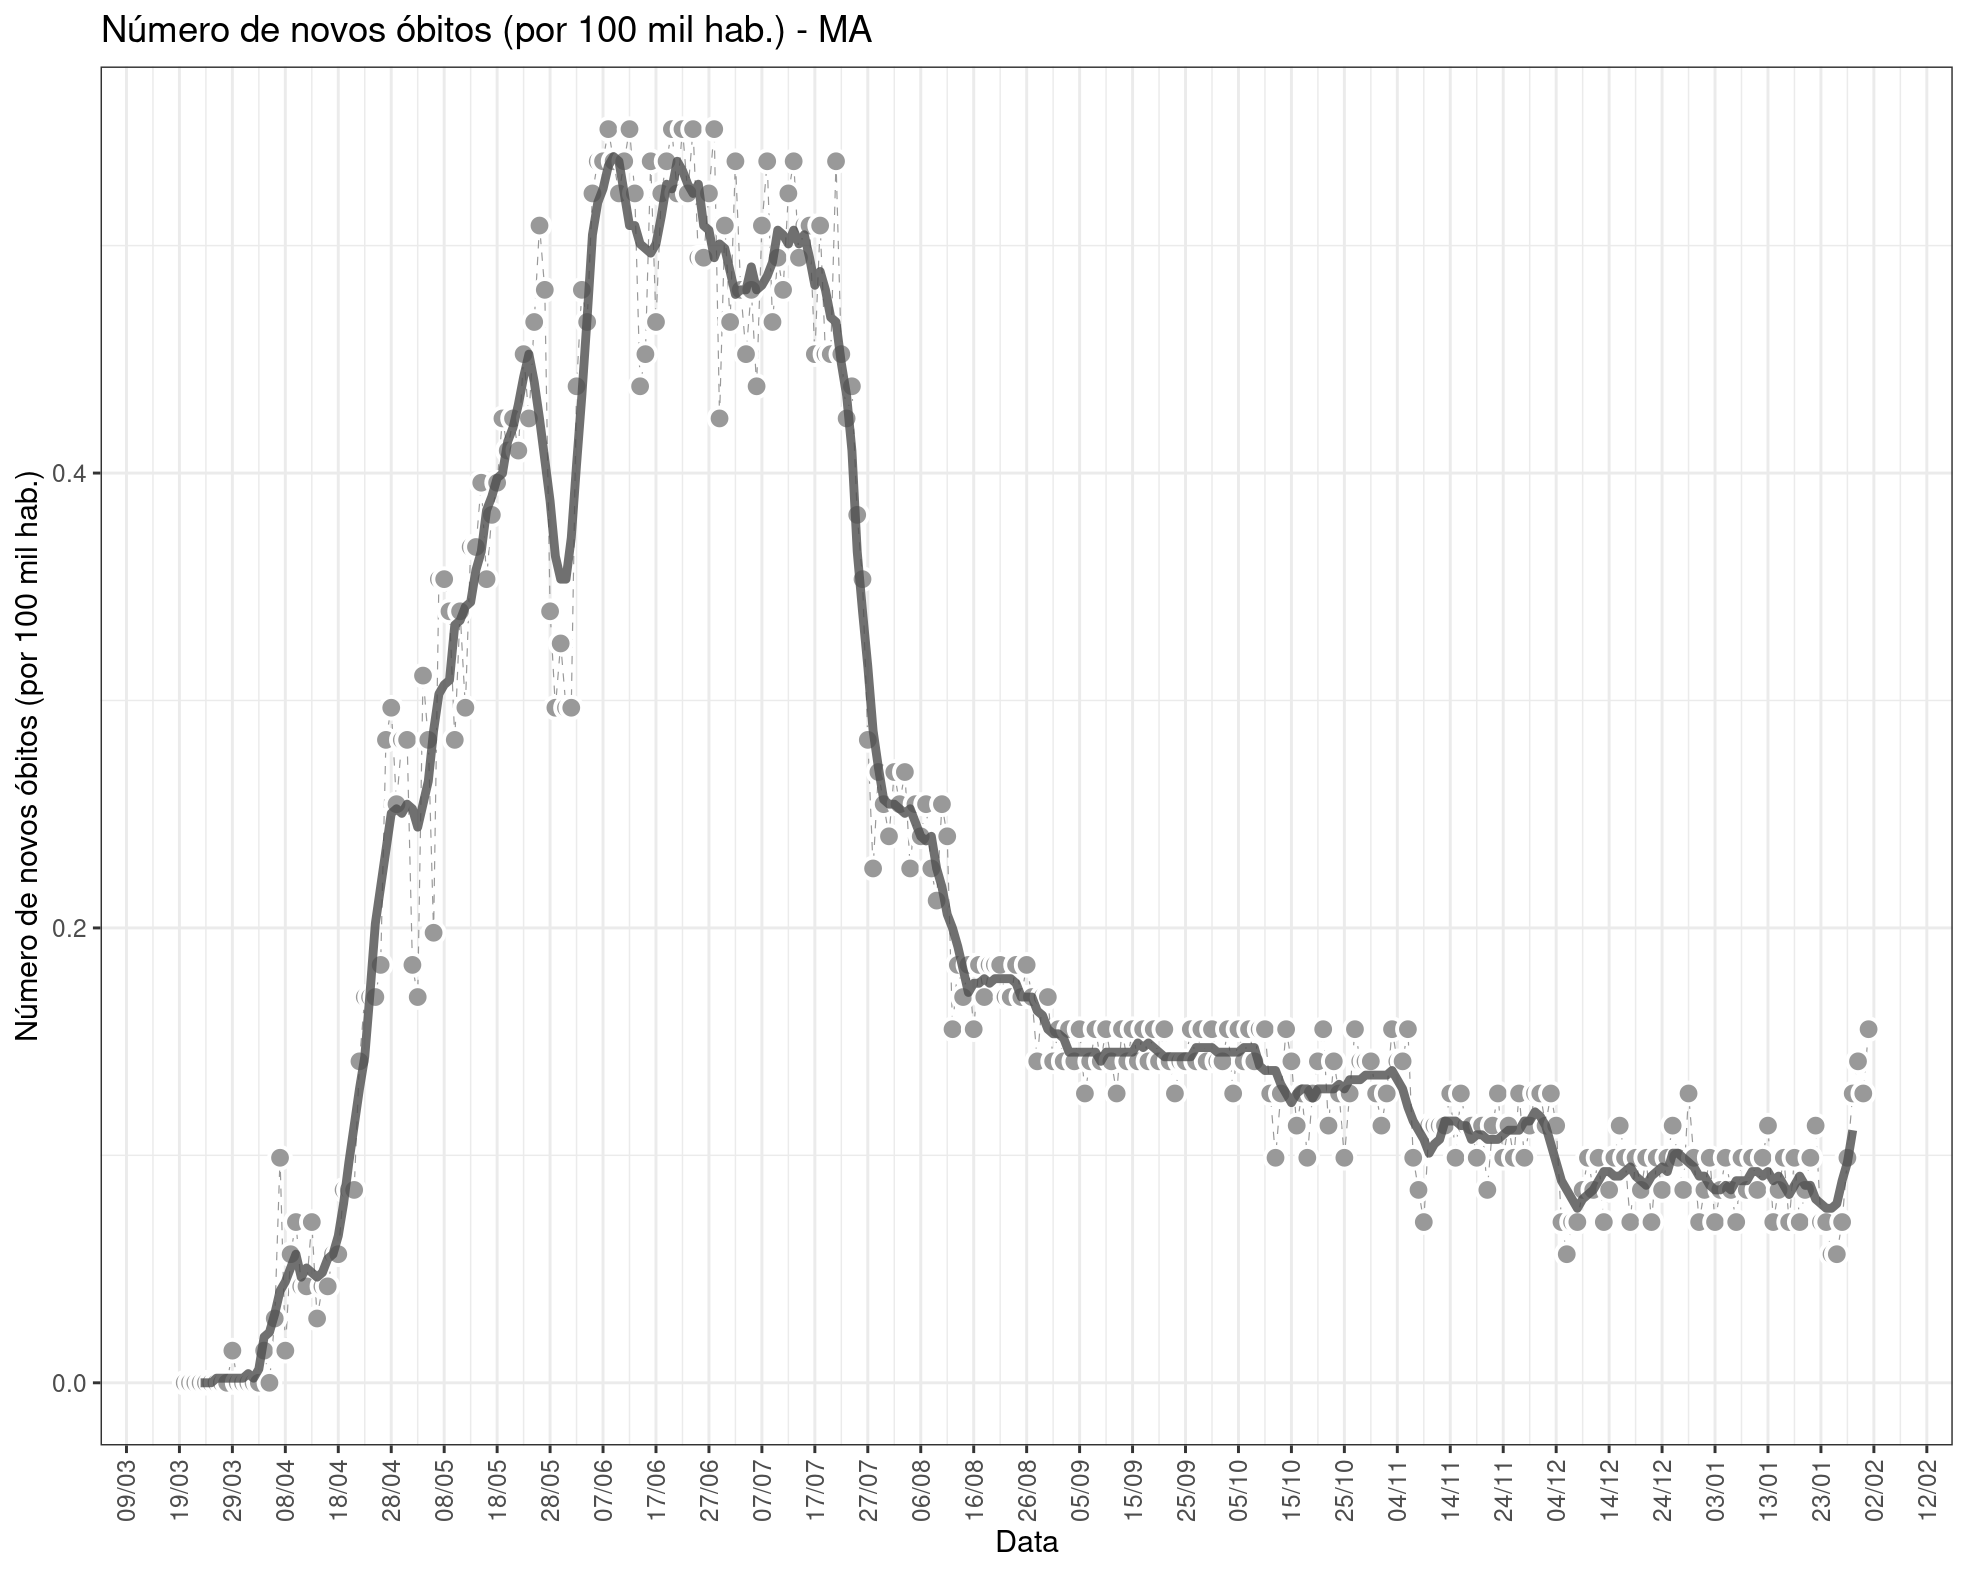 Número de novos óbitos (por 100 mil hab.) - MA
Número de novos óbitos (por 100 mil hab.)
0.4
0.2
0.0
09/03 19/03 29/03 08/04 18/04 28/04 08/05 18/05 28/05 07/06 17/06 27/06 07/07 17/07 27/07 06/08 16/08 26/08 05/09 15/09 25/09 05/10 15/10 25/10 04/11 14/11 24/11 04/12 14/12 24/12 03/01 13/01 23/01 02/02 12/02
Data